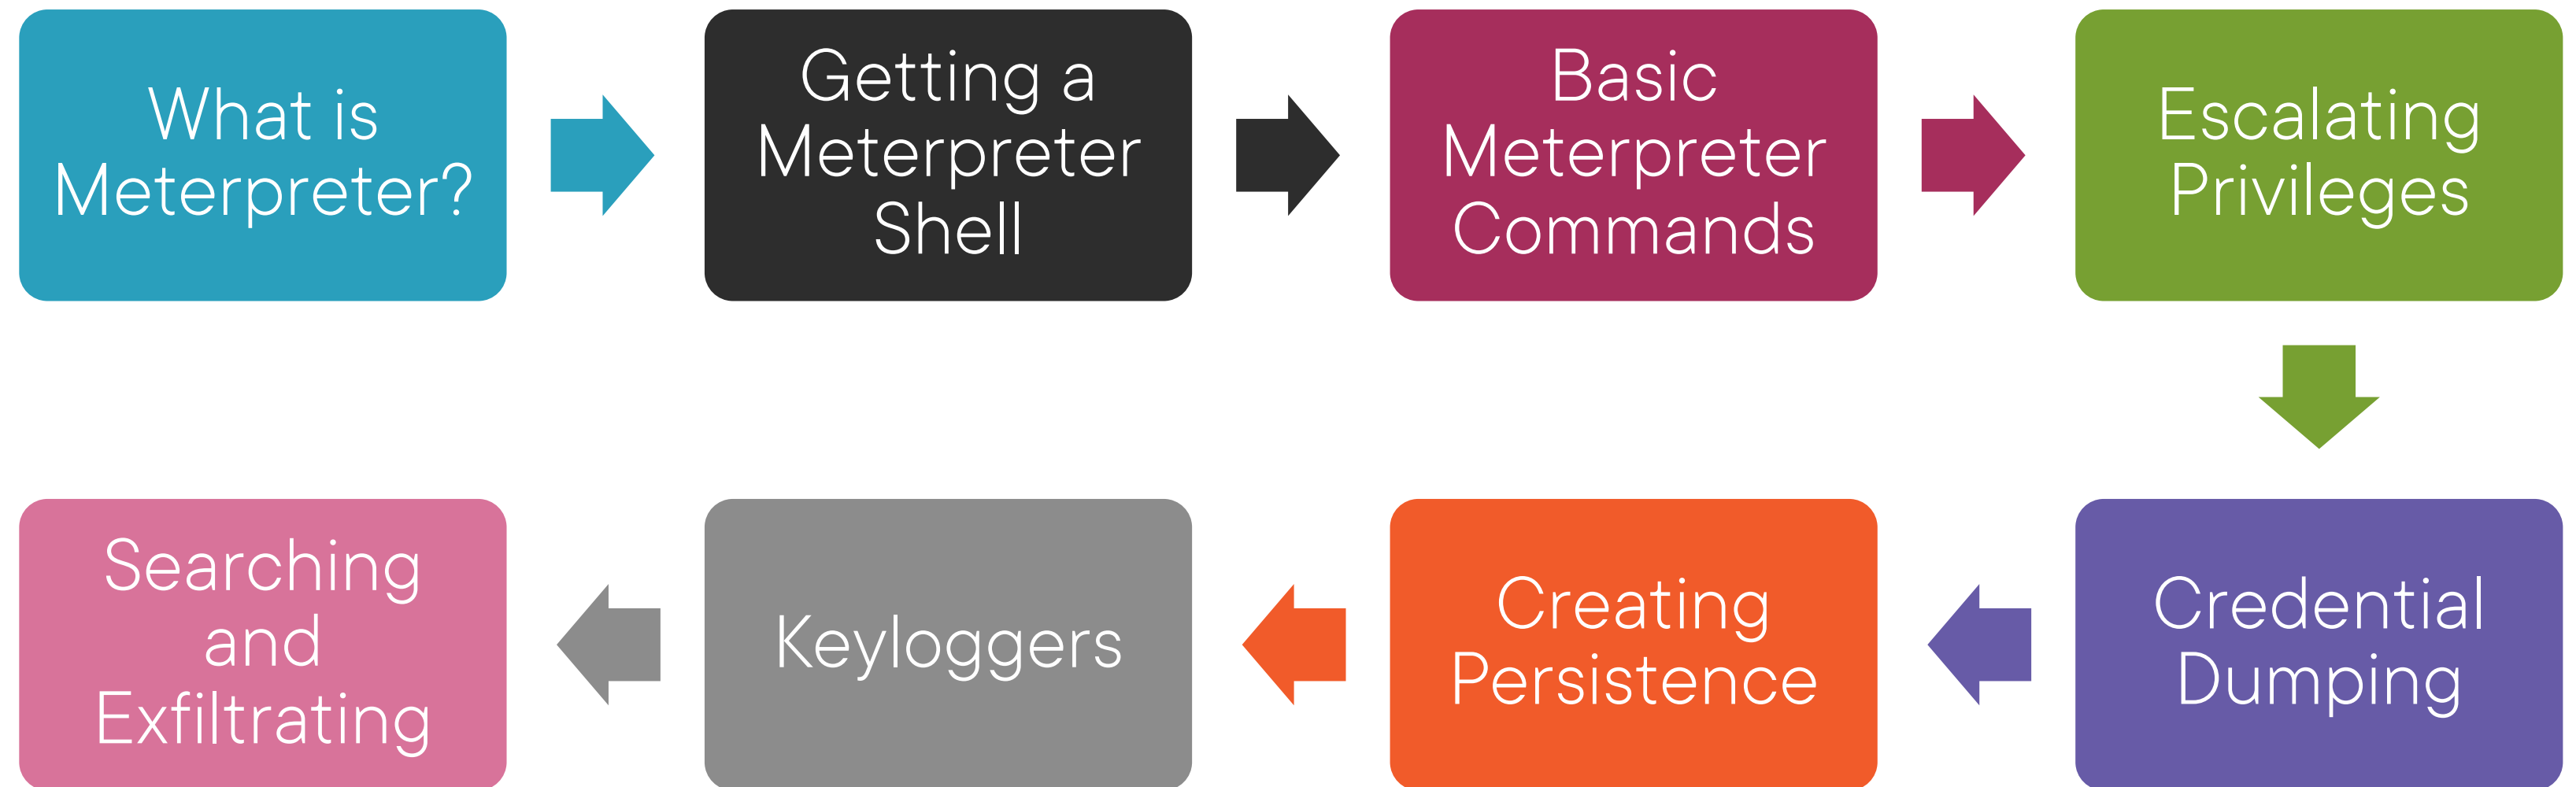 What is
Meterpreter?
Getting a
Meterpreter
Shell
Basic
Meterpreter
Commands
Escalating
Privileges
Credential
Dumping
Creating
Persistence
Keyloggers
Searching
and
Exfiltrating